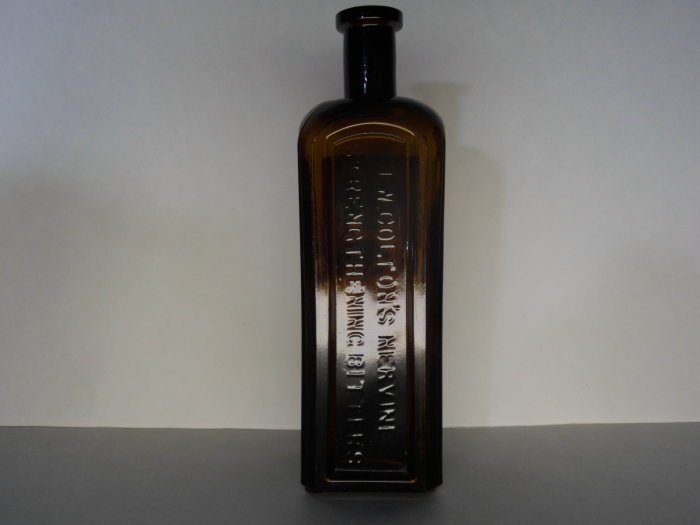 J. W. COLTON'S NERVINE
STRENGTHENING BITTERS